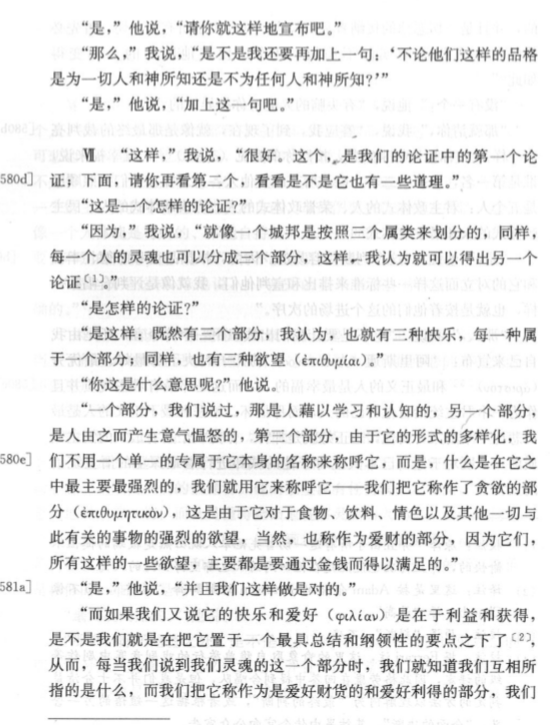 “是，”他说，“请你就这样地宣布吧。”
“那么，”我说，“是不是我还要再加上一句：‘不论他们这样的品格
是为一切人和神所知还是不为任何人和神所知？’”
“是，”他说，“加上这一句吧。”
Ⅶ “这样，”我说，“很好。这个，是我们的论证中的第一个论
580d］ 证；下面，请你再看第二个，看看是不是它也有一些道理。”
“这是一个怎样的论证？”
“因为，”我说，“就像一个城邦是按照三个属类来划分的，同样，
每一个人的灵魂也可以分成三个部分，这样，我认为就可以得出另一个
论证〔1〕。”
“是怎样的论证？”
“是这样，既然有三个部分，我认为，也就有三种快乐，每一种属
于一个部分；同样，也有三种欲望（ἐπιθυμίαι）。”
“你这是什么意思呢？”他说。
“一个部分，我们说过，那是人藉以学习和认知的，另一个部分，
是人由之而产生意气愠怒的，第三个部分，由于它的形式的多样化，我
580e］ 们不用一个单一的专属于它本身的名称来称呼它，而是，什么是在它之
中最主要最强烈的，我们就用它来称呼它——我们把它称作了贪欲的部
分（ἐπιθυμητικὸν），这是由于它对于食物、饮料、情色以及其他一切与
此有关的事物的强烈的欲望，当然，也称作为爱财的部分，因为它们，
所有这样的一些欲望，主要都是要通过金钱而得以满足的。”
581a］ “是，”他说，“并且我们这样做是对的。”
“而如果我们又说它的快乐和爱好（φιλίαν）是在于利益和获得，
是不是我们就是在把它置于一个最具总结和纲领性的要点之下了〔2〕，
从而，每当我们说到我们灵魂的这一个部分时，我们就知道我们互相所
指的是什么，而我们把它称作为是爱好财货的和爱好利得的部分，我们